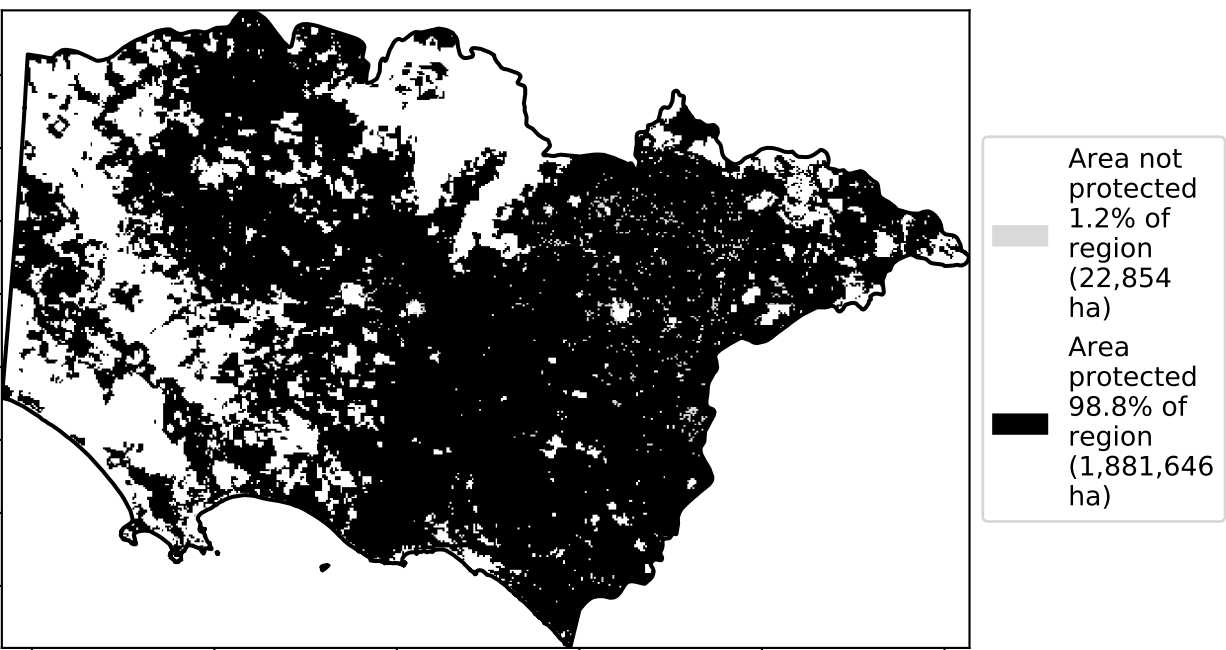 Area not
protected
1.2% of
region
(22,854
ha)
Area
protected
98.8% of
region
(1,881,646
ha)